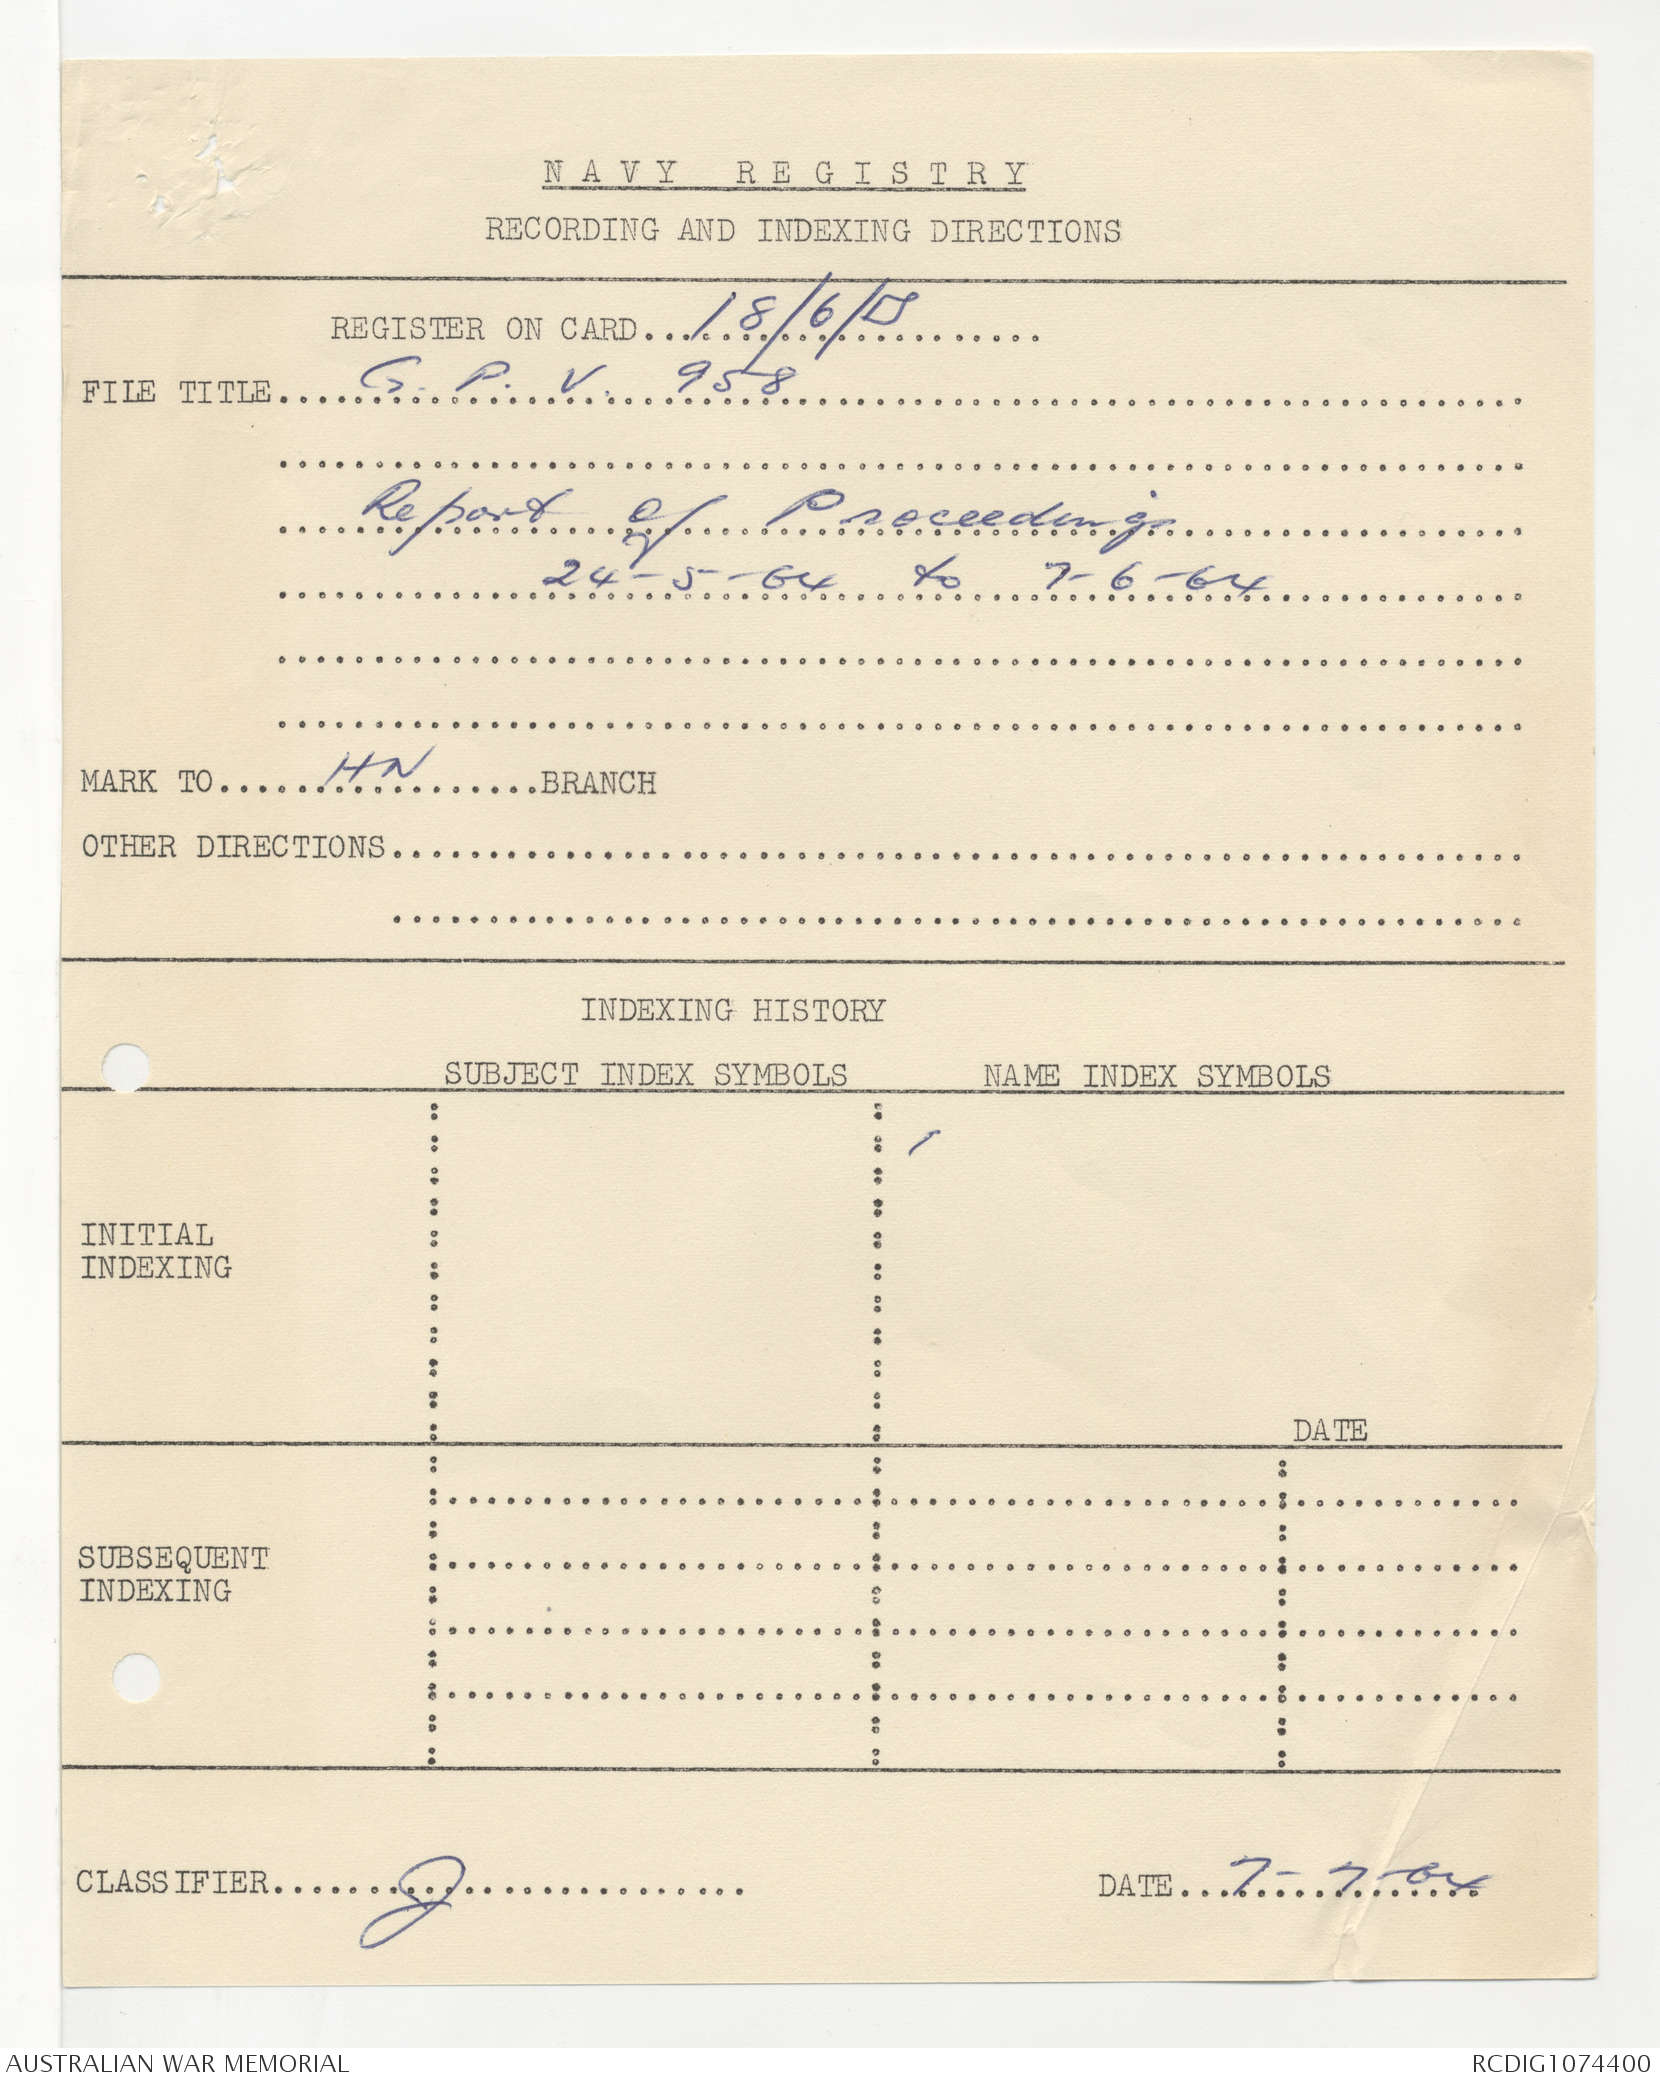 NAVY REGISTRY
RECORDING AND INDEXING DIRECTIONS
REGISTER ON CARD...18/6/D
FILE TITLE....G. P. V. 958
Report of Proceedings
24-5-64 to 7-6-64
MARK TO......HN......BRANCH
OTHER DIRECTIONS
INDEXING HISTORY
SUBJECT INDEX SYMBOLS NAME INDEX SYMBOLS
INITIAL
INDEXING
DATE
SUBSEQUENT
INDEXING
CLASSIFIER DATE...7-7-64
AUSTRALIAN WAR MEMORIAL RCDIG1074400